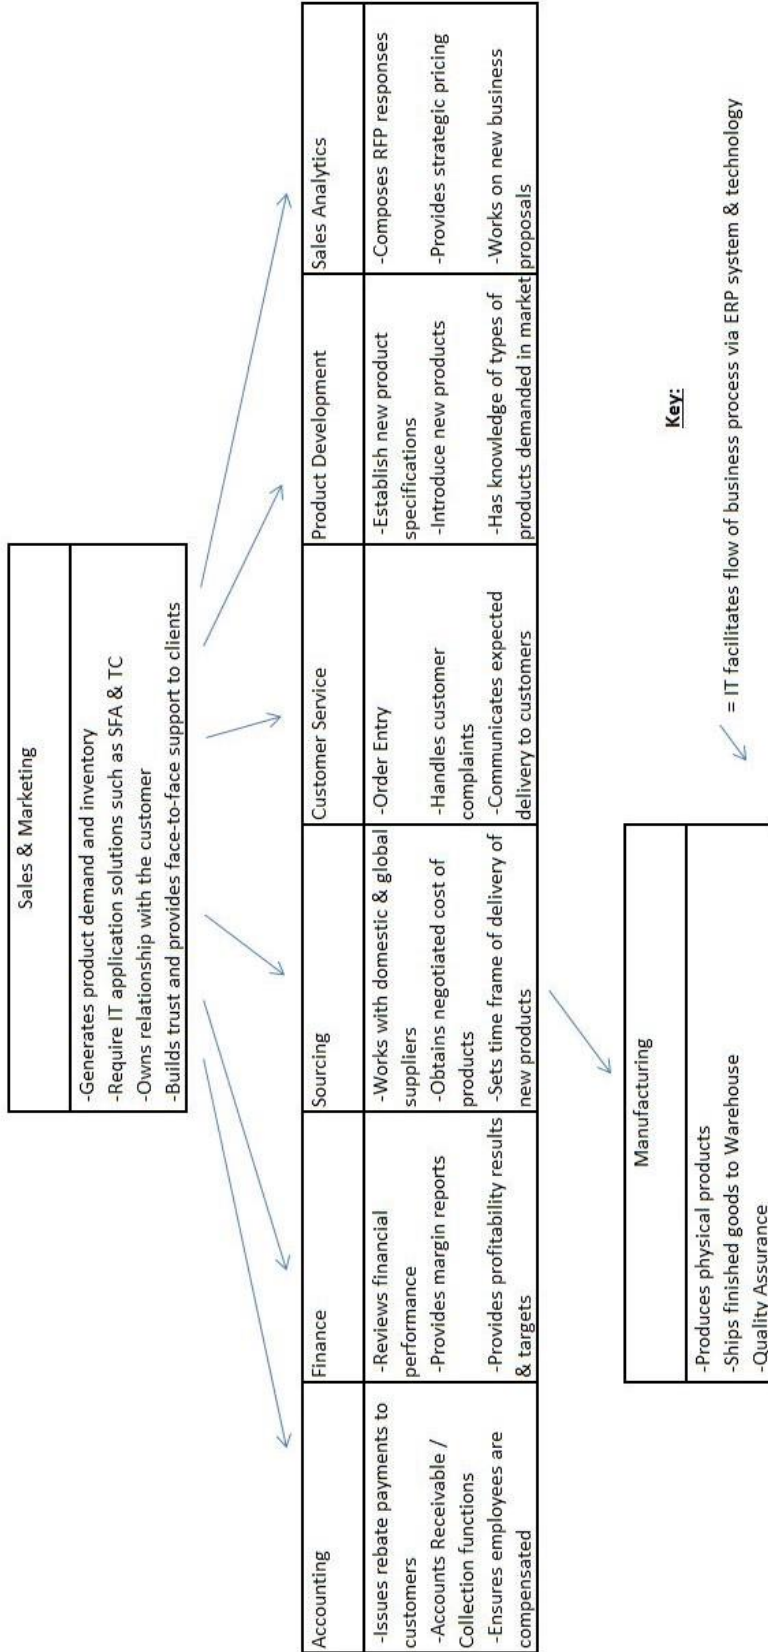 Sales & Marketing
-Generates product demand and inventory
-Require IT application solutions such as SFA & TC
-Owns relationship with the customer
-Builds trust and provides face-to-face support to clients
Accounting
-Issues rebate payments to
customers
-Accounts Receivable /
Collection functions
-Ensures employees are
compensated
Finance
-Reviews financial
performance
-Provides margin reports
-Provides profitability results
& targets
Sourcing
-Works with domestic & global
suppliers
-Obtains negotiated cost of
products
-Sets time frame of delivery of
new products
Customer Service
-Order Entry
-Handles customer
complaints
-Communicates expected
delivery to customers
Product Development
-Establish new product
specifications
-Introduce new products
-Has knowledge of types of
products demanded in market
Sales Analytics
-Composes RFP responses
-Provides strategic pricing
-Works on new business
proposals
Manufacturing
-Produces physical products
-Ships finished goods to Warehouse
-Quality Assurance
Key:
= IT facilitates flow of business process via ERP system & technology